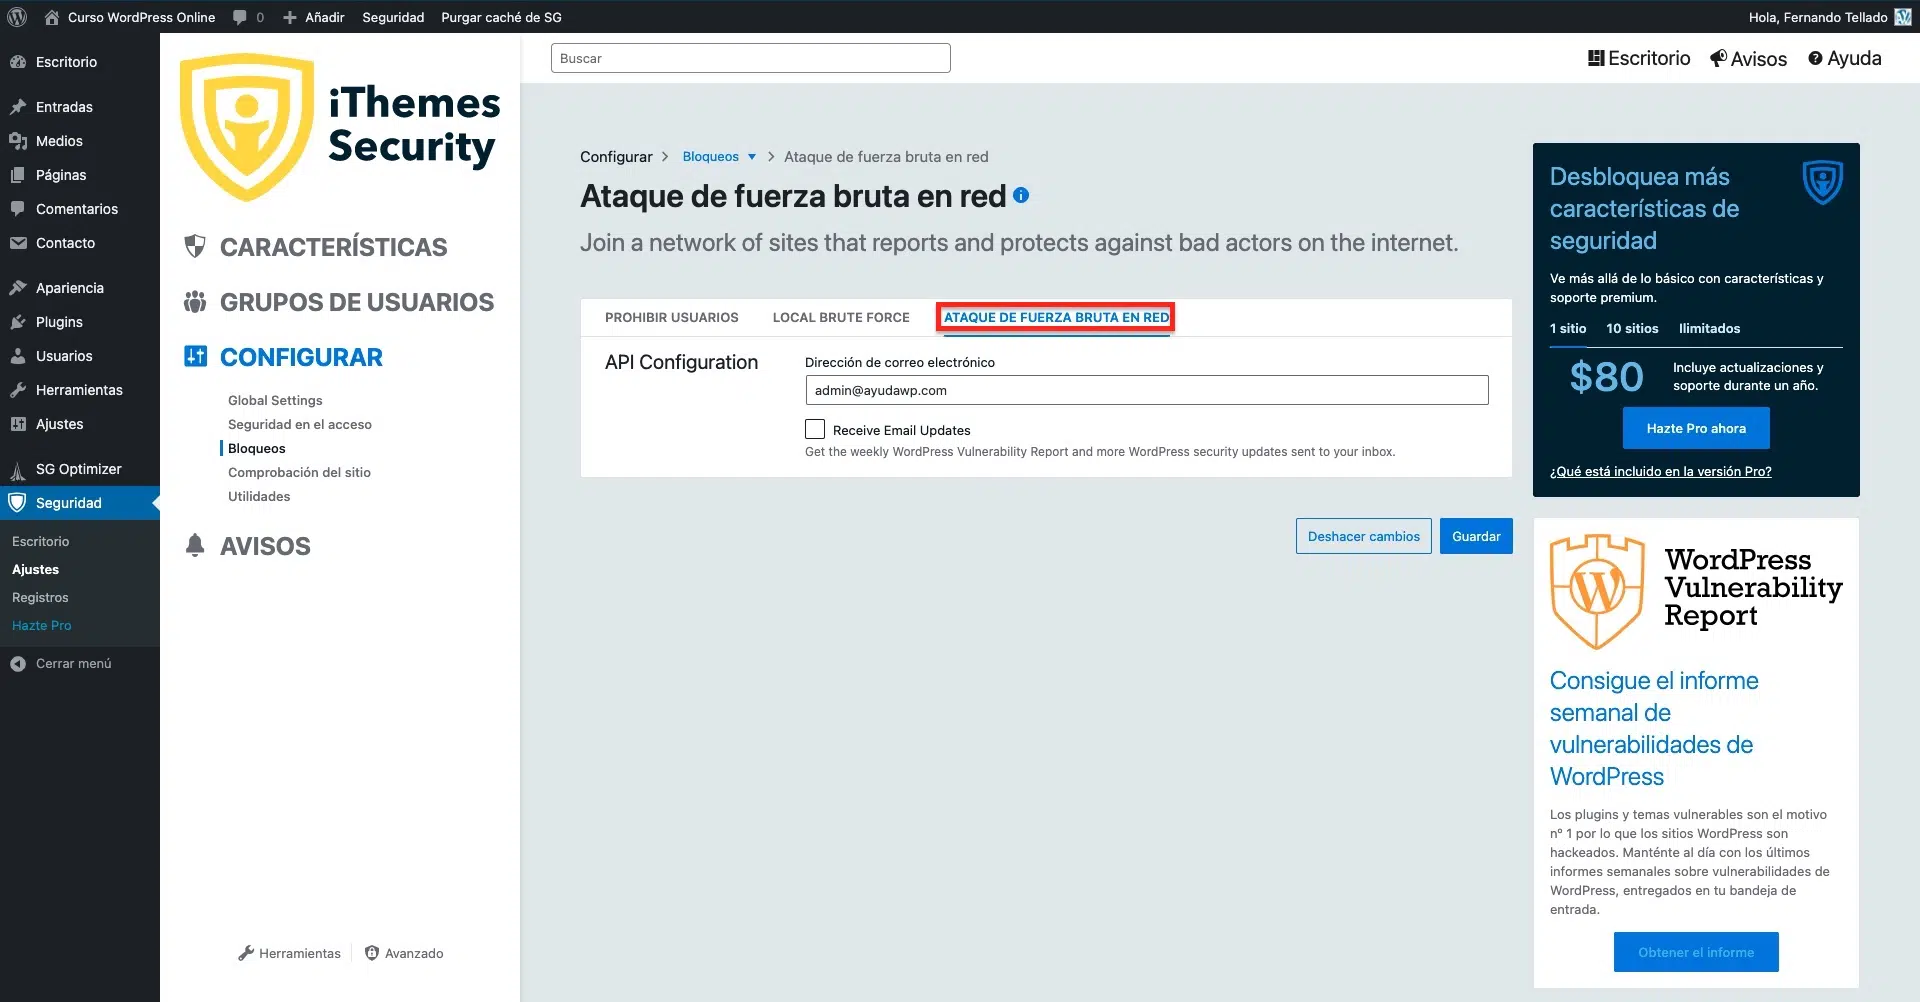 Curso WordPress Online
0
Añadir
Seguridad
Purgar caché de SG
Hola, Fernando Tellado
Escritorio
Entradas
Medios
Páginas
Comentarios
Contacto
Apariencia
Plugins
Usuarios
Herramientas
Ajustes
SG Optimizer
Seguridad
Escritorio
Ajustes
Registros
Hazte Pro
Cerrar menú
iThemes
Security
CARACTERÍSTICAS
GRUPOS DE USUARIOS
CONFIGURAR
Global Settings
Seguridad en el acceso
Bloqueos
Comprobación del sitio
Utilidades
AVISOS
Herramientas
Avanzado
Buscar
Escritorio
Avisos
Ayuda
Configurar > Bloqueos > Ataque de fuerza bruta en red
Ataque de fuerza bruta en red
Join a network of sites that reports and protects against bad actors on the internet.
PROHIBIR USUARIOS
LOCAL BRUTE FORCE
ATAQUE DE FUERZA BRUTA EN RED
API Configuration
Dirección de correo electrónico
admin@ayudawp.com
Receive Email Updates
Get the weekly WordPress Vulnerability Report and more WordPress security updates sent to your inbox.
Deshacer cambios
Guardar
Desbloquea más
características de
seguridad
Ve más allá de lo básico con características y
soporte premium.
1 sitio
10 sitios
Ilimitados
$80
Incluye actualizaciones y
soporte durante un año.
Hazte Pro ahora
¿Qué está incluido en la versión Pro?
WordPress
Vulnerability
Report
Consigue el informe
semanal de
vulnerabilidades de
WordPress
Los plugins y temas vulnerables son el motivo
nº 1 por lo que los sitios WordPress son
hackeados. Manténte al día con los últimos
informes semanales sobre vulnerabilidades de
WordPress, entregados en tu bandeja de
entrada.
Obtener el informe